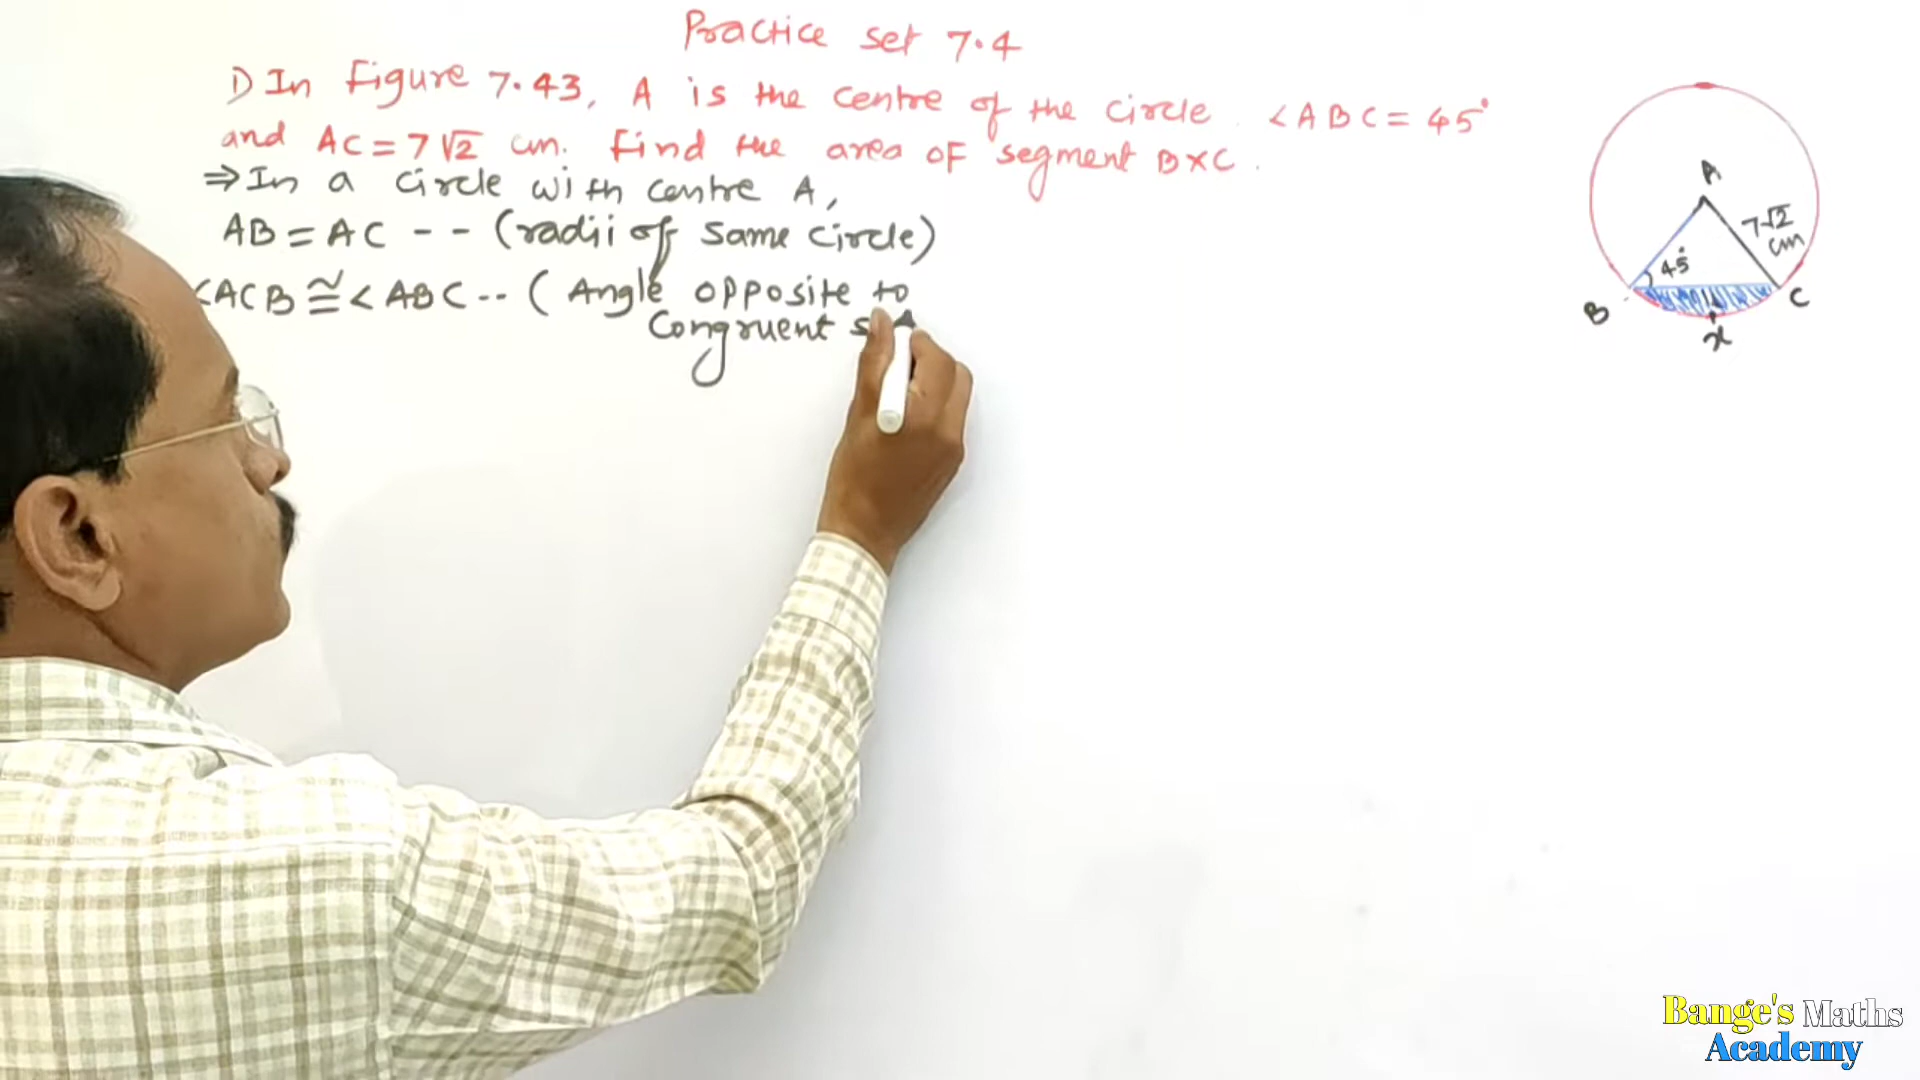 Practice set 7.4
1) In Figure 7.43, A is the centre of the circle. <ABC = 45°
and AC = 7√2 cm. Find the area of segment BXC.
⇒ In a circle with centre A,
AB = AC -- (radii of same circle)
<ACB ≅ <ABC -- (Angle opposite to
Congruent
A
7√2
cm
45°
B
C
x
Bange's Maths
Academy